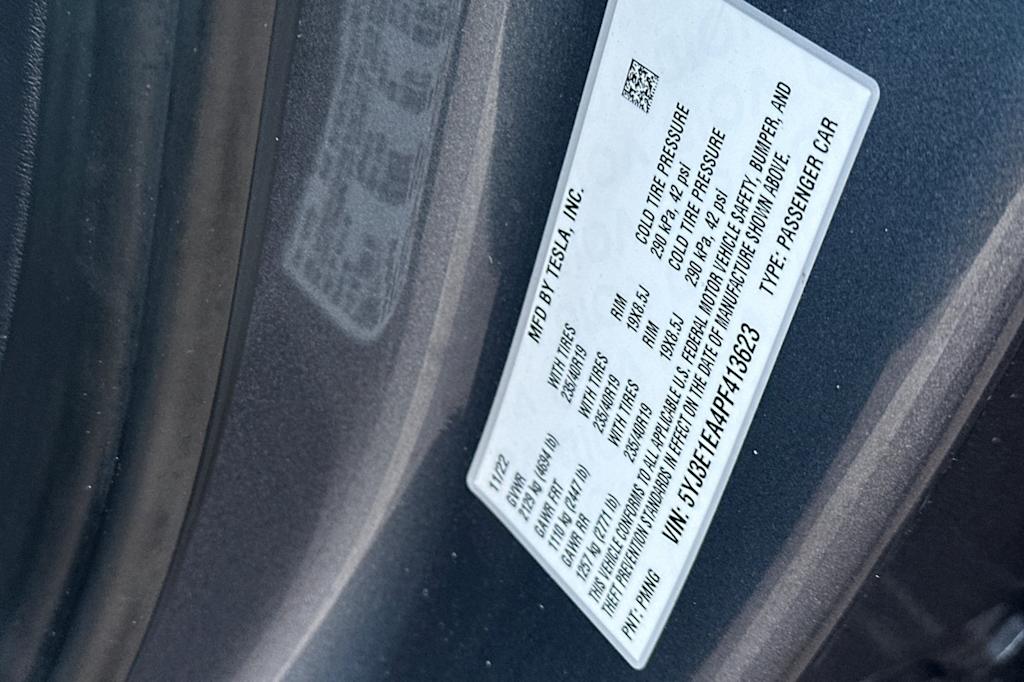 MFD BY TESLA, INC.
11/22
GVWR
2129 kg (4694 lb)
WITH TIRES
235/40R19
RIM
19X8.5J
COLD TIRE PRESSURE
290 kPa, 42 psi
GAWR FRT
1110 kg (2447 lb)
WITH TIRES
235/40R19
RIM
19X8.5J
COLD TIRE PRESSURE
290 kPa, 42 psi
GAWR RR
1257 kg (2771 lb)
WITH TIRES
235/40R19
THIS VEHICLE CONFORMS TO ALL APPLICABLE U.S. FEDERAL MOTOR VEHICLE SAFETY, BUMPER, AND
THEFT PREVENTION STANDARDS IN EFFECT ON THE DATE OF MANUFACTURE SHOWN ABOVE.
VIN: 5YJ3E1EA4PF413623
TYPE: PASSENGER CAR
PNT: PMNG